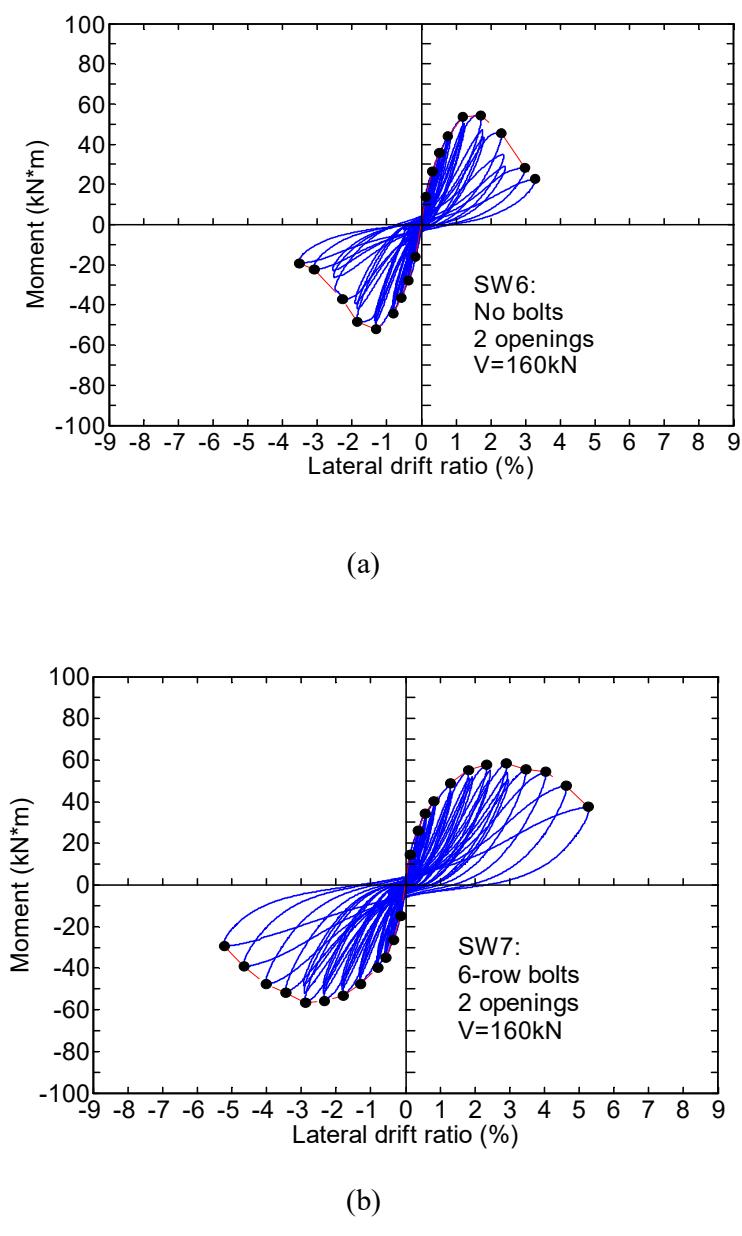 100
80
60
40
20
0
-20
-40
-60
-80
-100
Moment (kN*m)
SW6:
No bolts
2 openings
V=160kN
-9 -8 -7 -6 -5 -4 -3 -2 -1 0 1 2 3 4 5 6 7 8 9
Lateral drift ratio (%)
(a)
100
80
60
40
20
0
-20
-40
-60
-80
-100
Moment (kN*m)
SW7:
6-row bolts
2 openings
V=160kN
-9 -8 -7 -6 -5 -4 -3 -2 -1 0 1 2 3 4 5 6 7 8 9
Lateral drift ratio (%)
(b)